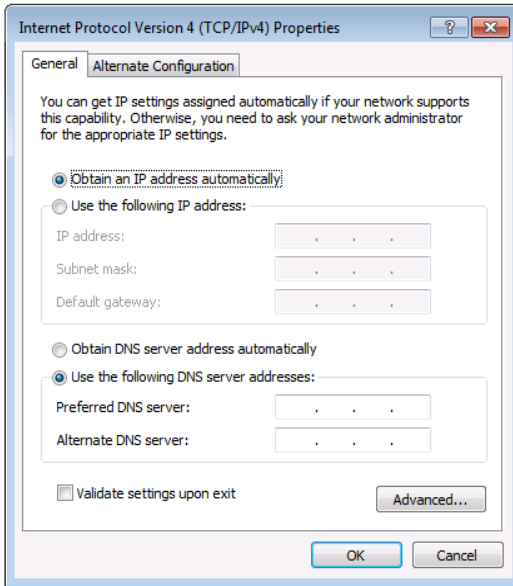 Internet Protocol Version 4 (TCP/IPv4) Properties
General
Alternate Configuration
You can get IP settings assigned automatically if your network supports
this capability. Otherwise, you need to ask your network administrator
for the appropriate IP settings.
Obtain an IP address automatically
Use the following IP address:
IP address:
Subnet mask:
Default gateway:
Obtain DNS server address automatically
Use the following DNS server addresses:
Preferred DNS server:
Alternate DNS server:
Validate settings upon exit
Advanced...
OK
Cancel